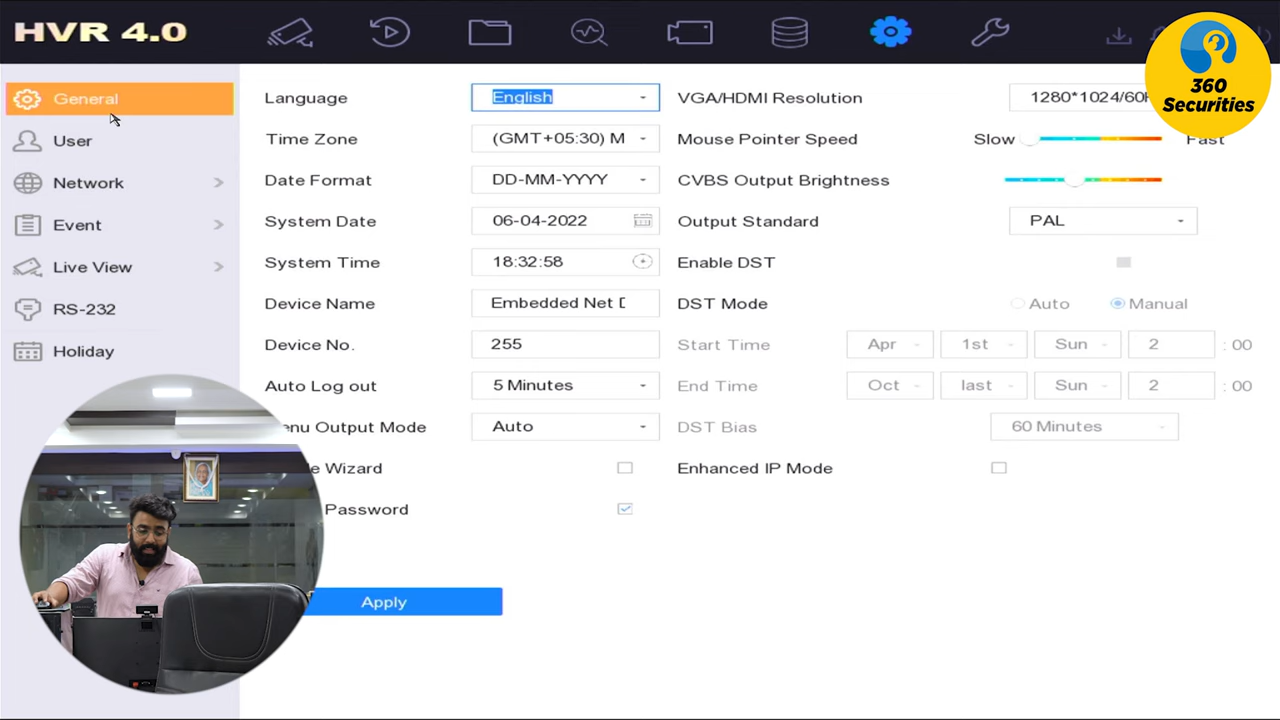 HVR 4.0
360
Securities
General
User
Network
Event
Live View
RS-232
Holiday
Language
English
Time Zone
(GMT+05:30) M
Date Format
DD-MM-YYYY
System Date
06-04-2022
System Time
18:32:58
Device Name
Embedded Net D
Device No.
255
Auto Log out
5 Minutes
enu Output Mode
Auto
e Wizard
Password
Apply
VGA/HDMI Resolution
1280*1024/60H
Mouse Pointer Speed
Slow
Fast
CVBS Output Brightness
Output Standard
PAL
Enable DST
DST Mode
Auto
Manual
Start Time
Apr
1st
Sun
2
: 00
End Time
Oct
last
Sun
2
: 00
DST Bias
60 Minutes
Enhanced IP Mode